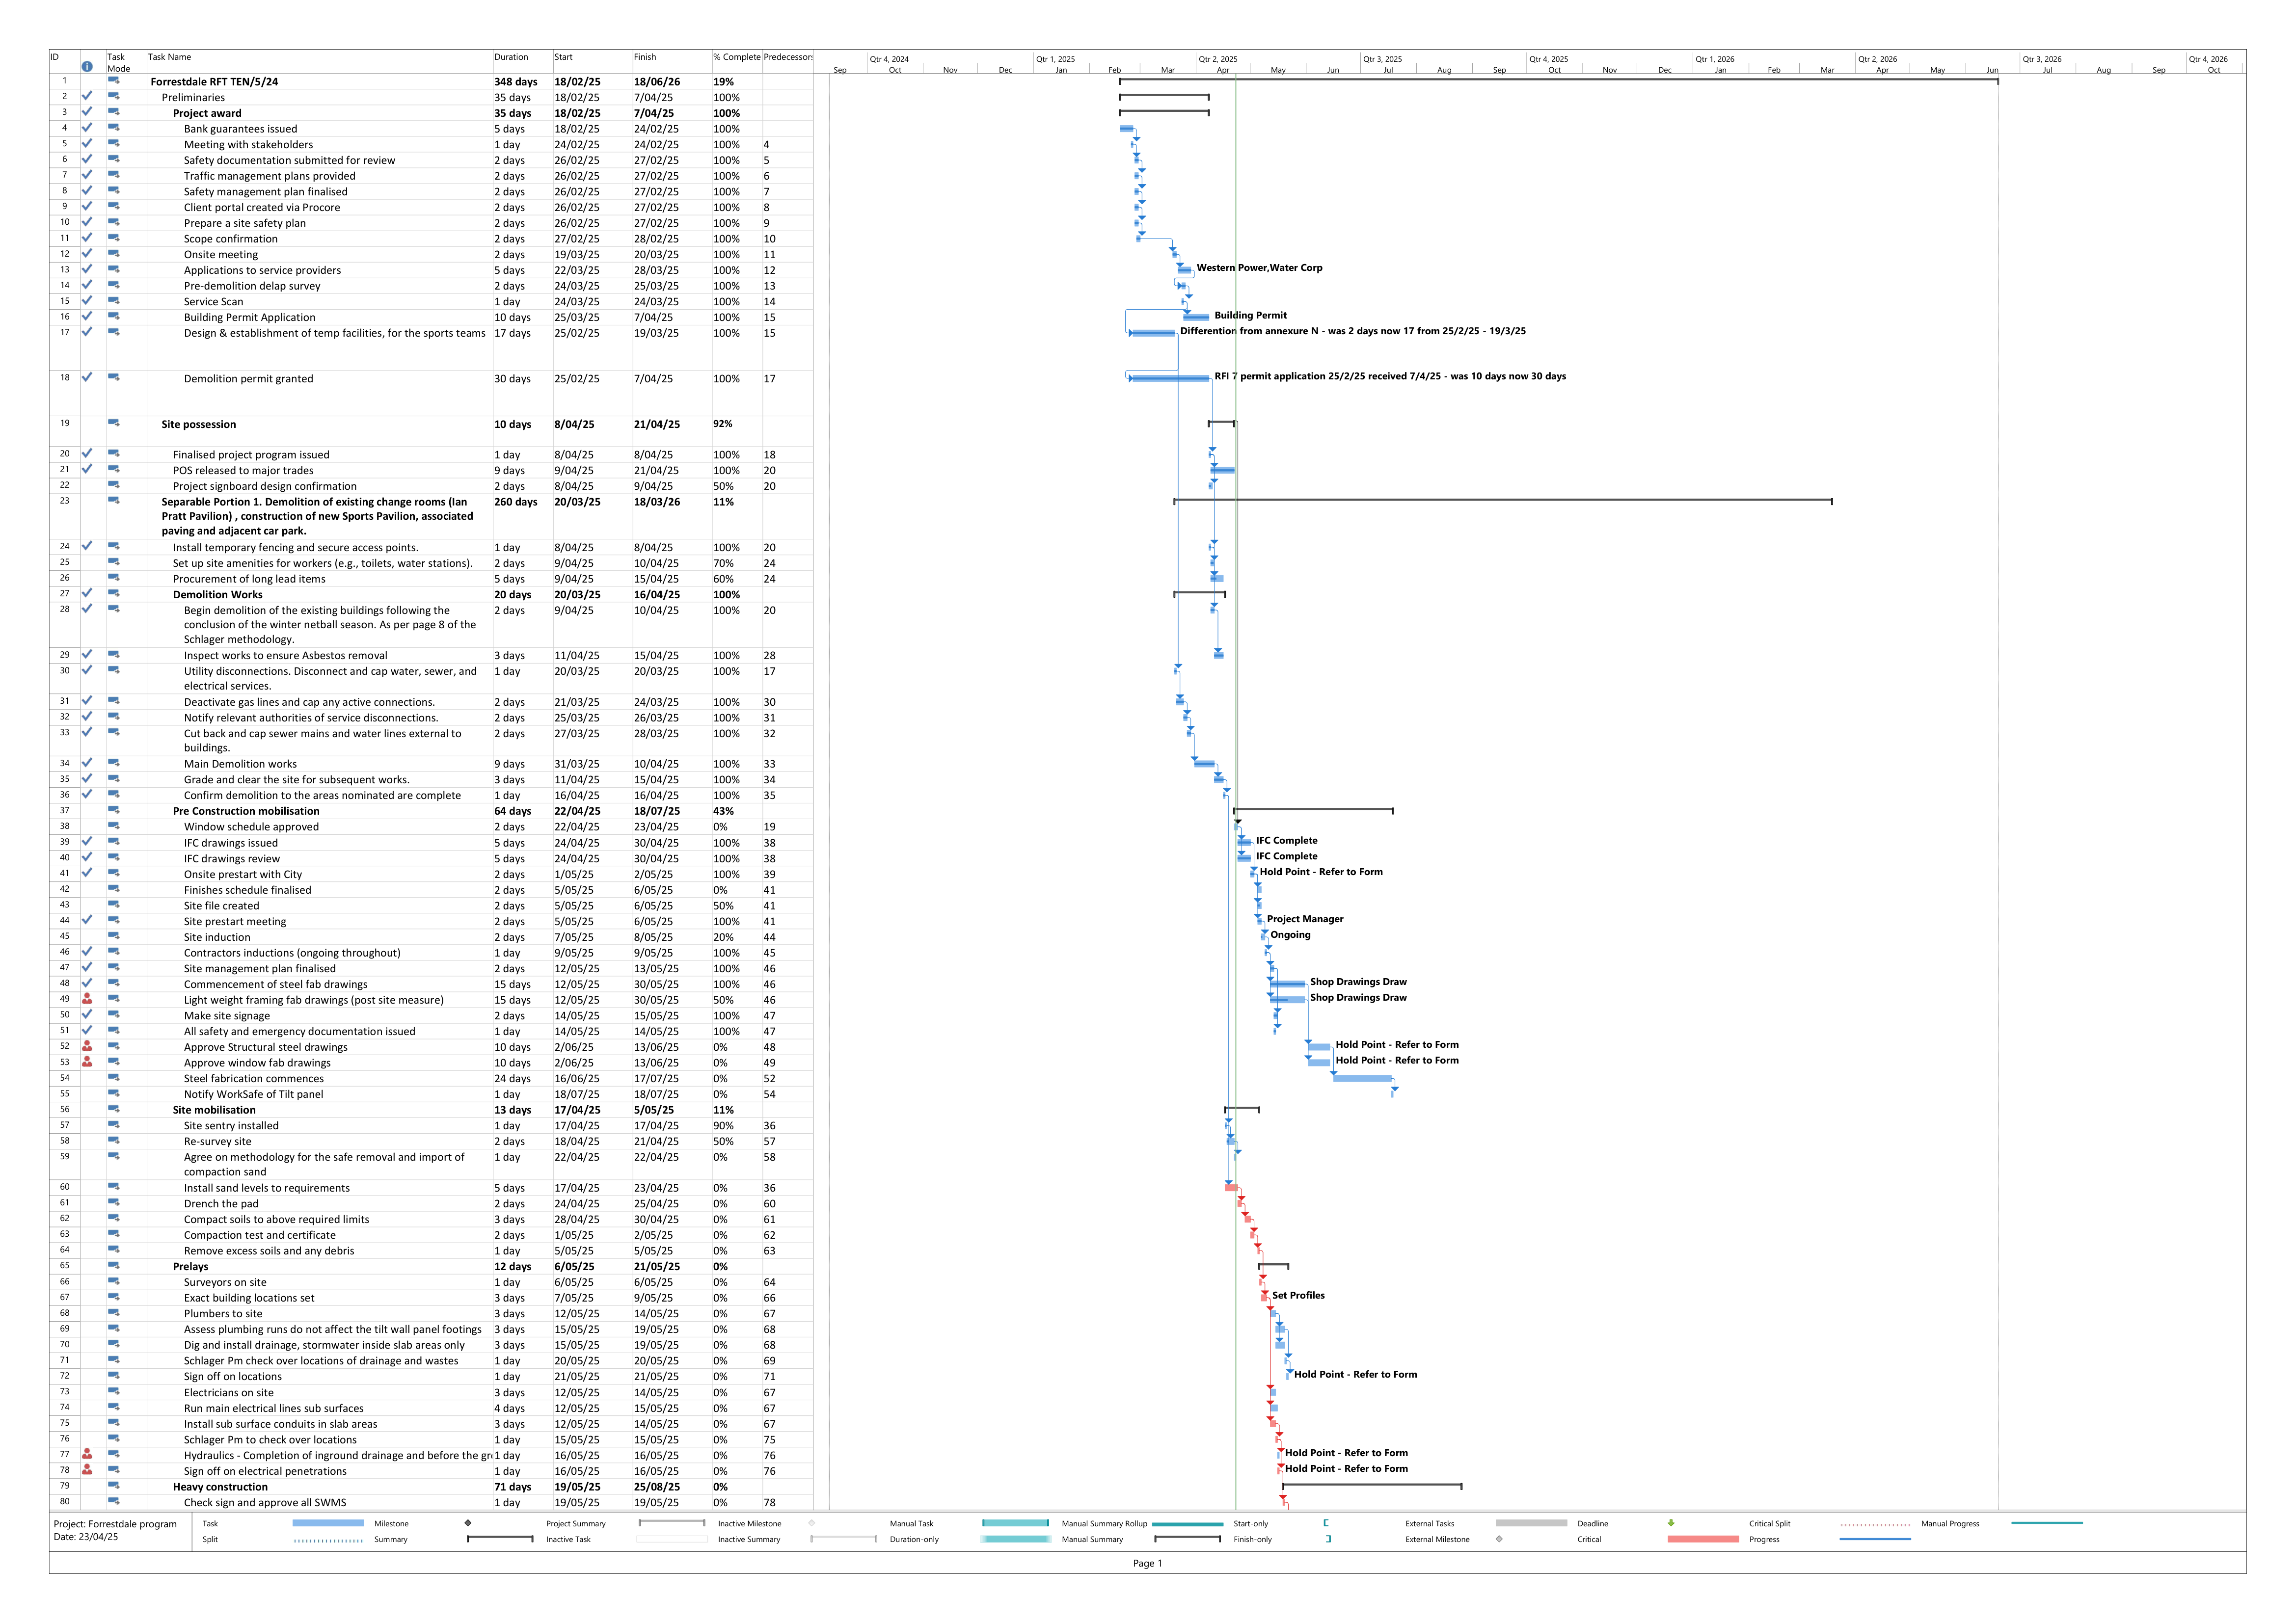 ID Task Mode Task Name Duration Start Finish % Complete Predecessors
Qtr 4, 2024 Qtr 1, 2025 Qtr 2, 2025 Qtr 3, 2025 Qtr 4, 2025 Qtr 1, 2026 Qtr 2, 2026 Qtr 3, 2026 Qtr 4, 2026
Sep Oct Nov Dec Jan Feb Mar Apr May Jun Jul Aug Sep Oct Nov Dec Jan Feb Mar Apr May Jun Jul Aug Sep Oct
1 Forrestdale RFT TEN/5/24 348 days 18/02/25 18/06/26 19%
2 Preliminaries 35 days 18/02/25 7/04/25 100%
3 Project award 35 days 18/02/25 7/04/25 100%
4 Bank guarantees issued 5 days 18/02/25 24/02/25 100%
5 Meeting with stakeholders 1 day 24/02/25 24/02/25 100% 4
6 Safety documentation submitted for review 2 days 26/02/25 27/02/25 100% 5
7 Traffic management plans provided 2 days 26/02/25 27/02/25 100% 6
8 Safety management plan finalised 2 days 26/02/25 27/02/25 100% 7
9 Client portal created via Procore 2 days 26/02/25 27/02/25 100% 8
10 Prepare a site safety plan 2 days 26/02/25 27/02/25 100% 9
11 Scope confirmation 2 days 27/02/25 28/02/25 100% 10
12 Onsite meeting 2 days 19/03/25 20/03/25 100% 11
13 Applications to service providers 5 days 22/03/25 28/03/25 100% 12 Western Power,Water Corp
14 Pre-demolition delap survey 2 days 24/03/25 25/03/25 100% 13
15 Service Scan 1 day 24/03/25 24/03/25 100% 14
16 Building Permit Application 10 days 25/03/25 7/04/25 100% 15 Building Permit
17 Design & establishment of temp facilities, for the sports teams 17 days 25/02/25 19/03/25 100% 15 Differention from annexure N - was 2 days now 17 from 25/2/25 - 19/3/25
18 Demolition permit granted 30 days 25/02/25 7/04/25 100% 17 RFI 7 permit application 25/2/25 received 7/4/25 - was 10 days now 30 days
19 Site possession 10 days 8/04/25 21/04/25 92%
20 Finalised project program issued 1 day 8/04/25 8/04/25 100% 18
21 POS released to major trades 9 days 9/04/25 21/04/25 100% 20
22 Project signboard design confirmation 2 days 8/04/25 9/04/25 50% 20
23 Separable Portion 1. Demolition of existing change rooms (Ian 260 days 20/03/25 18/03/26 11%
Pratt Pavilion) , construction of new Sports Pavilion, associated
paving and adjacent car park.
24 Install temporary fencing and secure access points. 1 day 8/04/25 8/04/25 100% 20
25 Set up site amenities for workers (e.g., toilets, water stations). 2 days 9/04/25 10/04/25 70% 24
26 Procurement of long lead items 5 days 9/04/25 15/04/25 60% 24
27 Demolition Works 20 days 20/03/25 16/04/25 100%
28 Begin demolition of the existing buildings following the 2 days 9/04/25 10/04/25 100% 20
conclusion of the winter netball season. As per page 8 of the
Schlager methodology.
29 Inspect works to ensure Asbestos removal 3 days 11/04/25 15/04/25 100% 28
30 Utility disconnections. Disconnect and cap water, sewer, and 1 day 20/03/25 20/03/25 100% 17
electrical services.
31 Deactivate gas lines and cap any active connections. 2 days 21/03/25 24/03/25 100% 30
32 Notify relevant authorities of service disconnections. 2 days 25/03/25 26/03/25 100% 31
33 Cut back and cap sewer mains and water lines external to 2 days 27/03/25 28/03/25 100% 32
buildings.
34 Main Demolition works 9 days 31/03/25 10/04/25 100% 33
35 Grade and clear the site for subsequent works. 3 days 11/04/25 15/04/25 100% 34
36 Confirm demolition to the areas nominated are complete 1 day 16/04/25 16/04/25 100% 35
37 Pre Construction mobilisation 64 days 22/04/25 18/07/25 43%
38 Window schedule approved 2 days 22/04/25 23/04/25 0% 19
39 IFC drawings issued 5 days 24/04/25 30/04/25 100% 38 IFC Complete
40 IFC drawings review 5 days 24/04/25 30/04/25 100% 38 IFC Complete
41 Onsite prestart with City 2 days 1/05/25 2/05/25 100% 39 Hold Point - Refer to Form
42 Finishes schedule finalised 2 days 5/05/25 6/05/25 0% 41
43 Site file created 2 days 5/05/25 6/05/25 50% 41
44 Site prestart meeting 2 days 5/05/25 6/05/25 100% 41 Project Manager
45 Site induction 2 days 7/05/25 8/05/25 20% 44 Ongoing
46 Contractors inductions (ongoing throughout) 1 day 9/05/25 9/05/25 100% 45
47 Site management plan finalised 2 days 12/05/25 13/05/25 100% 46
48 Commencement of steel fab drawings 15 days 12/05/25 30/05/25 100% 46 Shop Drawings Draw
49 Light weight framing fab drawings (post site measure) 15 days 12/05/25 30/05/25 50% 46 Shop Drawings Draw
50 Make site signage 2 days 14/05/25 15/05/25 100% 47
51 All safety and emergency documentation issued 1 day 14/05/25 14/05/25 100% 47
52 Approve Structural steel drawings 10 days 2/06/25 13/06/25 0% 48 Hold Point - Refer to Form
53 Approve window fab drawings 10 days 2/06/25 13/06/25 0% 49 Hold Point - Refer to Form
54 Steel fabrication commences 24 days 16/06/25 17/07/25 0% 52
55 Notify WorkSafe of Tilt panel 1 day 18/07/25 18/07/25 0% 54
56 Site mobilisation 13 days 17/04/25 5/05/25 11%
57 Site sentry installed 1 day 17/04/25 17/04/25 90% 36
58 Re-survey site 2 days 18/04/25 21/04/25 50% 57
59 Agree on methodology for the safe removal and import of 1 day 22/04/25 22/04/25 0% 58
compaction sand
60 Install sand levels to requirements 5 days 17/04/25 23/04/25 0% 36
61 Drench the pad 2 days 24/04/25 25/04/25 0% 60
62 Compact soils to above required limits 3 days 28/04/25 30/04/25 0% 61
63 Compaction test and certificate 2 days 1/05/25 2/05/25 0% 62
64 Remove excess soils and any debris 1 day 5/05/25 5/05/25 0% 63
65 Prelays 12 days 6/05/25 21/05/25 0%
66 Surveyors on site 1 day 6/05/25 6/05/25 0% 64
67 Exact building locations set 3 days 7/05/25 9/05/25 0% 66 Set Profiles
68 Plumbers to site 3 days 12/05/25 14/05/25 0% 67
69 Assess plumbing runs do not affect the tilt wall panel footings 3 days 15/05/25 19/05/25 0% 68
70 Dig and install drainage, stormwater inside slab areas only 3 days 15/05/25 19/05/25 0% 68
71 Schlager Pm check over locations of drainage and wastes 1 day 20/05/25 20/05/25 0% 69
72 Sign off on locations 1 day 21/05/25 21/05/25 0% 71 Hold Point - Refer to Form
73 Electricians on site 3 days 12/05/25 14/05/25 0% 67
74 Run main electrical lines sub surfaces 4 days 12/05/25 15/05/25 0% 67
75 Install sub surface conduits in slab areas 3 days 12/05/25 14/05/25 0% 67
76 Schlager Pm to check over locations 1 day 15/05/25 15/05/25 0% 75
77 Hydraulics - Completion of inground drainage and before the gr 1 day 16/05/25 16/05/25 0% 76 Hold Point - Refer to Form
78 Sign off on electrical penetrations 1 day 16/05/25 16/05/25 0% 76 Hold Point - Refer to Form
79 Heavy construction 71 days 19/05/25 25/08/25 0%
80 Check sign and approve all SWMS 1 day 19/05/25 19/05/25 0% 78
Project: Forrestdale program
Date: 23/04/25
Task Milestone Project Summary Inactive Milestone Manual Task Manual Summary Rollup Start-only External Tasks Deadline Critical Split Manual Progress
Split Summary Inactive Task Inactive Summary Duration-only Manual Summary Finish-only External Milestone Critical Progress
Page 1